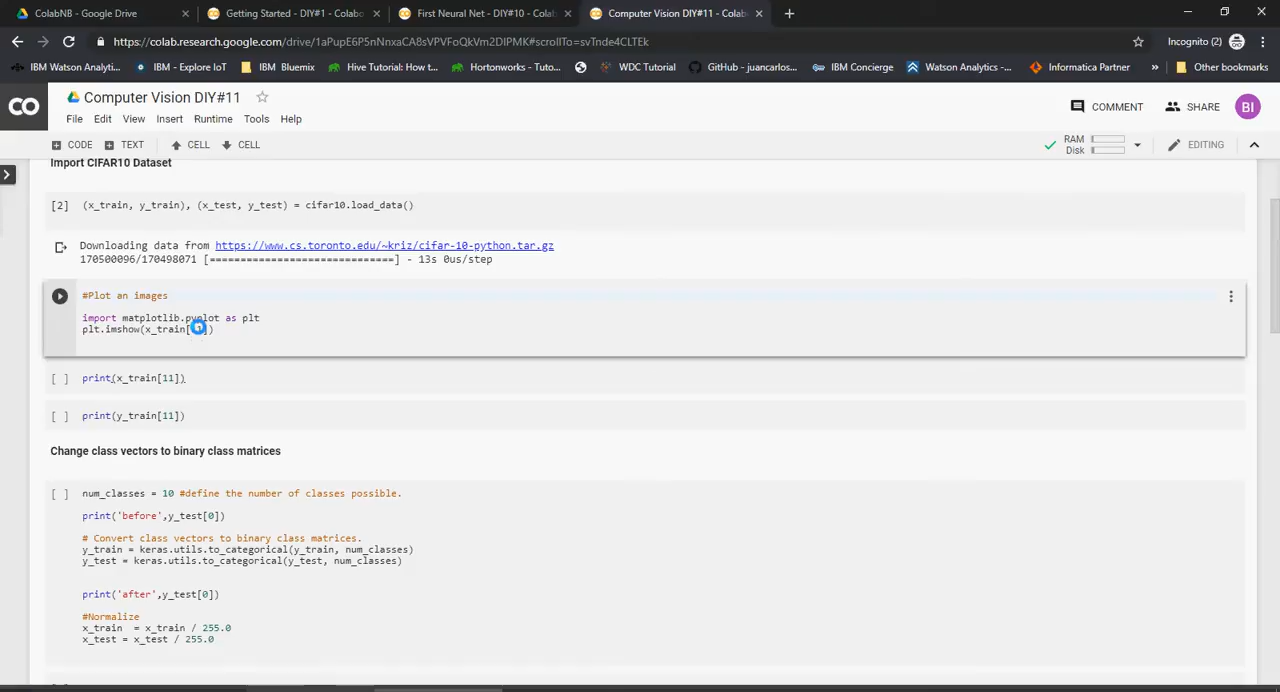 ColabNB - Google Drive
Getting Started - DIY#1 - Colabo
First Neural Net - DIY#10 - Colab
Computer Vision DIY#11 - Colab
https://colab.research.google.com/drive/1aPupE6P5nNnxaCA8sVPVFoQkVm2DIPMK#scrollTo=svTnde4CLTEk
Incognito (2)
IBM Watson Analyti...
IBM - Explore IoT
IBM Bluemix
Hive Tutorial: How t...
Hortonworks - Tuto...
WDC Tutorial
GitHub - juancarlos...
IBM Concierge
Watson Analytics -...
Informatica Partner
»
Other bookmarks
CO
Computer Vision DIY#11
COMMENT
SHARE
BI
File Edit View Insert Runtime Tools Help
CODE TEXT CELL CELL
RAM
Disk
EDITING
Import CIFAR10 Dataset
[2] (x_train, y_train), (x_test, y_test) = cifar10.load_data()
Downloading data from https://www.cs.toronto.edu/~kriz/cifar-10-python.tar.gz
170500096/170498071 [==============================] - 13s 0us/step
#Plot an images
import matplotlib.pyplot as plt
plt.imshow(x_train[])
[ ] print(x_train[11])
[ ] print(y_train[11])
Change class vectors to binary class matrices
[ ] num_classes = 10 #define the number of classes possible.
print('before',y_test[0])
# Convert class vectors to binary class matrices.
y_train = keras.utils.to_categorical(y_train, num_classes)
y_test = keras.utils.to_categorical(y_test, num_classes)
print('after',y_test[0])
#Normalize
x_train = x_train / 255.0
x_test = x_test / 255.0